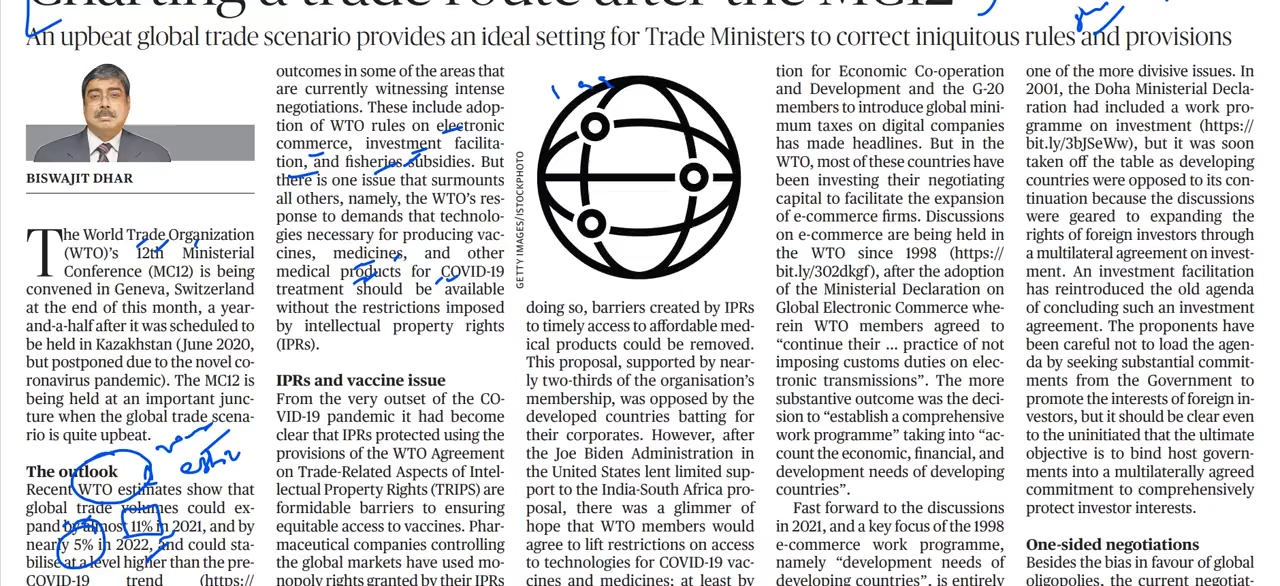 Charting a trade route after the MC12
An upbeat global trade scenario provides an ideal setting for Trade Ministers to correct iniquitous rules and provisions
BISWAJIT DHAR
The World Trade Organization
(WTO)'s 12th Ministerial
Conference (MC12) is being
convened in Geneva, Switzerland
at the end of this month, a year-
and-a-half after it was scheduled to
be held in Kazakhstan (June 2020,
but postponed due to the novel co-
ronavirus pandemic). The MC12 is
being held at an important junc-
ture when the global trade scena-
rio is quite upbeat.
The outlook
Recent WTO estimates show that
global trade volumes could ex-
pand by almost 11% in 2021, and by
nearly 5% in 2022, and could sta-
bilise at a level higher than the pre-
COVID-19 trend (https://
outcomes in some of the areas that
are currently witnessing intense
negotiations. These include adop-
tion of WTO rules on electronic
commerce, investment facilita-
tion, and fisheries subsidies. But
there is one issue that surmounts
all others, namely, the WTO's res-
ponse to demands that technolo-
gies necessary for producing vac-
cines, medicines, and other
medical products for COVID-19
treatment should be available
without the restrictions imposed
by intellectual property rights
(IPRs).
IPRs and vaccine issue
From the very outset of the CO-
VID-19 pandemic it had become
clear that IPRs protected using the
provisions of the WTO Agreement
on Trade-Related Aspects of Intel-
lectual Property Rights (TRIPS) are
formidable barriers to ensuring
equitable access to vaccines. Phar-
maceutical companies controlling
the global markets have used mo-
nopoly rights granted by their IPRs
GETTY IMAGES/ISTOCKPHOTO
doing so, barriers created by IPRs
to timely access to affordable med-
ical products could be removed.
This proposal, supported by near-
ly two-thirds of the organisation's
membership, was opposed by the
developed countries batting for
their corporates. However, after
the Joe Biden Administration in
the United States lent limited sup-
port to the India-South Africa pro-
posal, there was a glimmer of
hope that WTO members would
agree to lift restrictions on access
to technologies for COVID-19 vac-
cines and medicines; at least by
tion for Economic Co-operation
and Development and the G-20
members to introduce global mini-
mum taxes on digital companies
has made headlines. But in the
WTO, most of these countries have
been investing their negotiating
capital to facilitate the expansion
of e-commerce firms. Discussions
on e-commerce are being held in
the WTO since 1998 (https://
bit.ly/302dkgf), after the adoption
of the Ministerial Declaration on
Global Electronic Commerce whe-
rein WTO members agreed to
“continue their ... practice of not
imposing customs duties on elec-
tronic transmissions”. The more
substantive outcome was the deci-
sion to “establish a comprehensive
work programme” taking into “ac-
count the economic, financial, and
development needs of developing
countries”.
Fast forward to the discussions
in 2021, and a key focus of the 1998
e-commerce work programme,
namely “development needs of
developing countries”, is entirely
one of the more divisive issues. In
2001, the Doha Ministerial Decla-
ration had included a work pro-
gramme on investment (https://
bit.ly/3bJSeWw), but it was soon
taken off the table as developing
countries were opposed to its con-
tinuation because the discussions
were geared to expanding the
rights of foreign investors through
a multilateral agreement on invest-
ment. An investment facilitation
has reintroduced the old agenda
of concluding such an investment
agreement. The proponents have
been careful not to load the agen-
da by seeking substantial commit-
ments from the Government to
promote the interests of foreign in-
vestors, but it should be clear even
to the uninitiated that the ultimate
objective is to bind host govern-
ments into a multilaterally agreed
commitment to comprehensively
protect investor interests.
One-sided negotiations
Besides the bias in favour of global
oligopolies, the current negotiat-